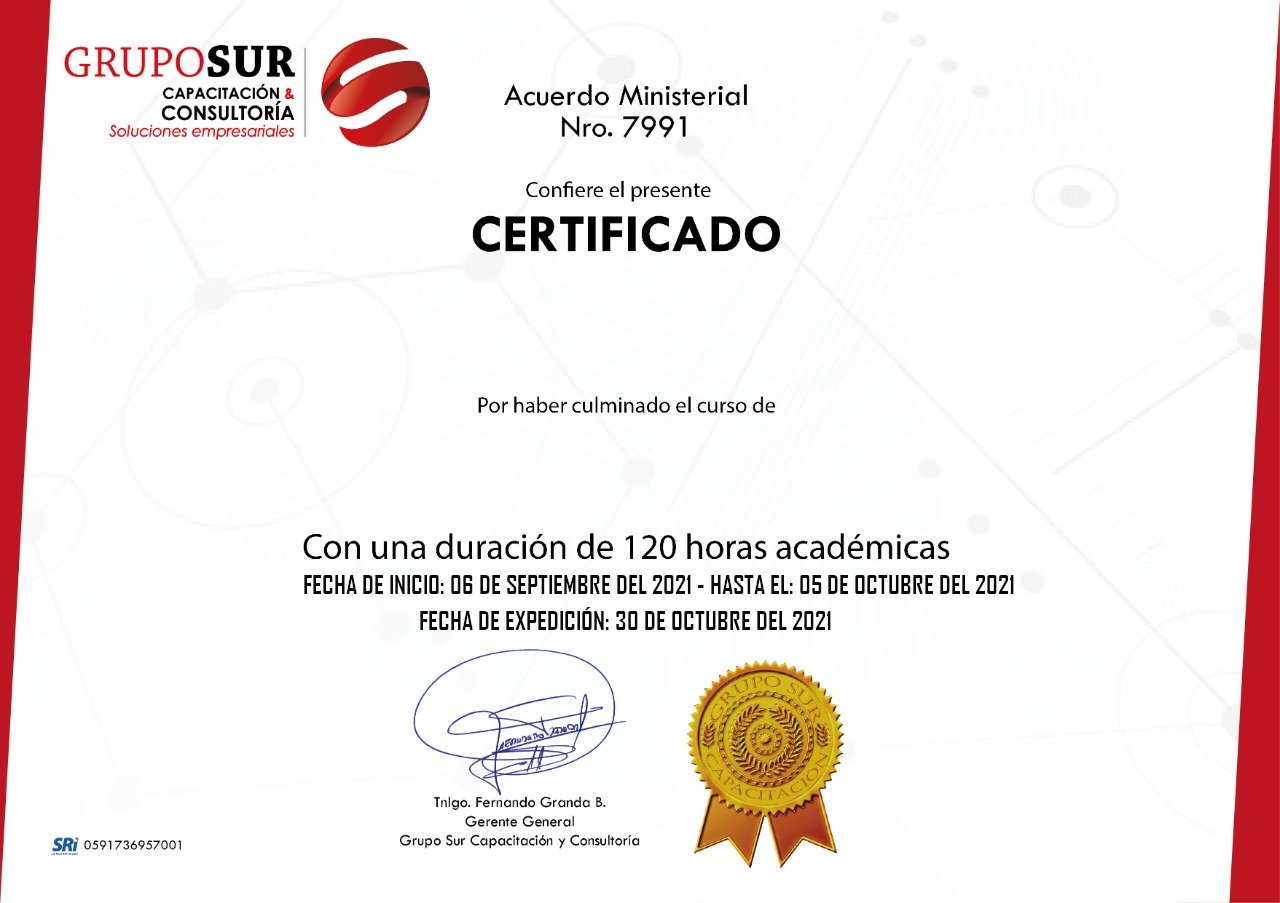 GRUPOSUR
CAPACITACIÓN &
CONSULTORÍA
Soluciones empresariales
Acuerdo Ministerial
Nro. 7991
Confiere el presente
CERTIFICADO
Por haber culminado el curso de
Con una duración de 120 horas académicas
FECHA DE INICIO: 06 DE SEPTIEMBRE DEL 2021 - HASTA EL: 05 DE OCTUBRE DEL 2021
FECHA DE EXPEDICIÓN: 30 DE OCTUBRE DEL 2021
GRUPO SUR
CAPACITACIÓN
Tnlgo. Fernando Granda B.
Gerente General
Grupo Sur Capacitación y Consultoría
SRi 0591736957001